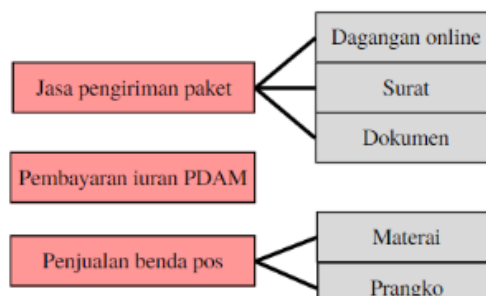 Dagangan online
Jasa pengiriman paket
Surat
Dokumen
Pembayaran iuran PDAM
Materai
Penjualan benda pos
Prangko